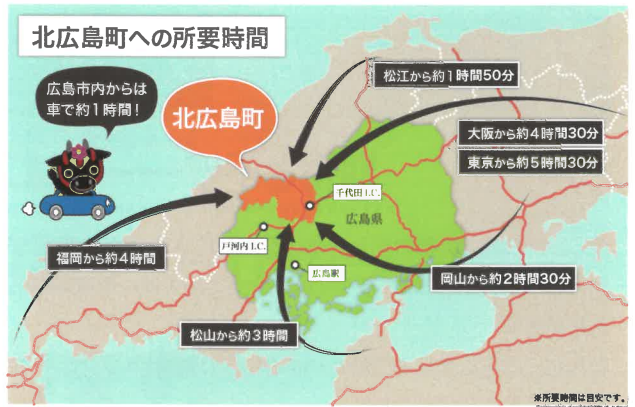 北広島町への所要時間
広島市内からは
車で約1時間！
北広島町
松江から約1時間50分
大阪から約4時間30分
東京から約5時間30分
千代田I.C.
広島県
戸河内I.C.
広島駅
福岡から約4時間
岡山から約2時間30分
松山から約3時間
※所要時間は目安です。